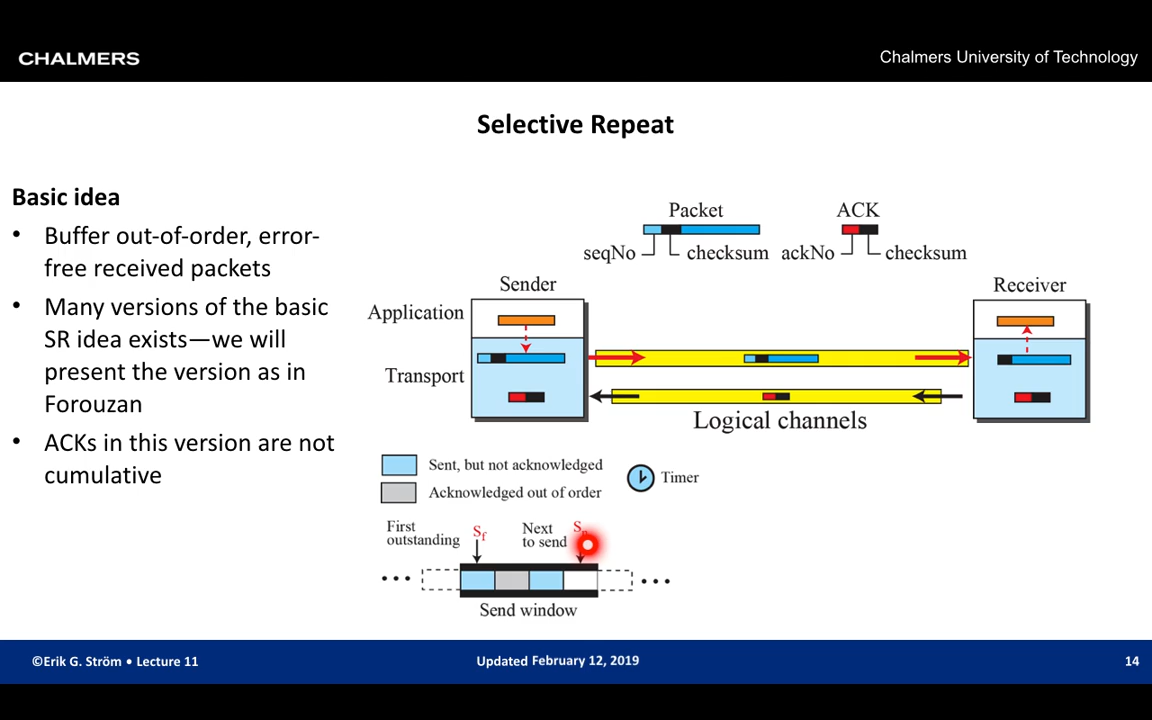 CHALMERS
Chalmers University of Technology
Selective Repeat
Basic idea
• Buffer out-of-order, error-
free received packets
• Many versions of the basic
SR idea exists—we will
present the version as in
Forouzan
• ACKs in this version are not
cumulative
Packet
ACK
seqNo
checksum
ackNo
checksum
Sender
Receiver
Application
Transport
Logical channels
Sent, but not acknowledged
Acknowledged out of order
Timer
First
outstanding
Sf
Next
to send
S
Send window
©Erik G. Ström • Lecture 11
Updated February 12, 2019
14